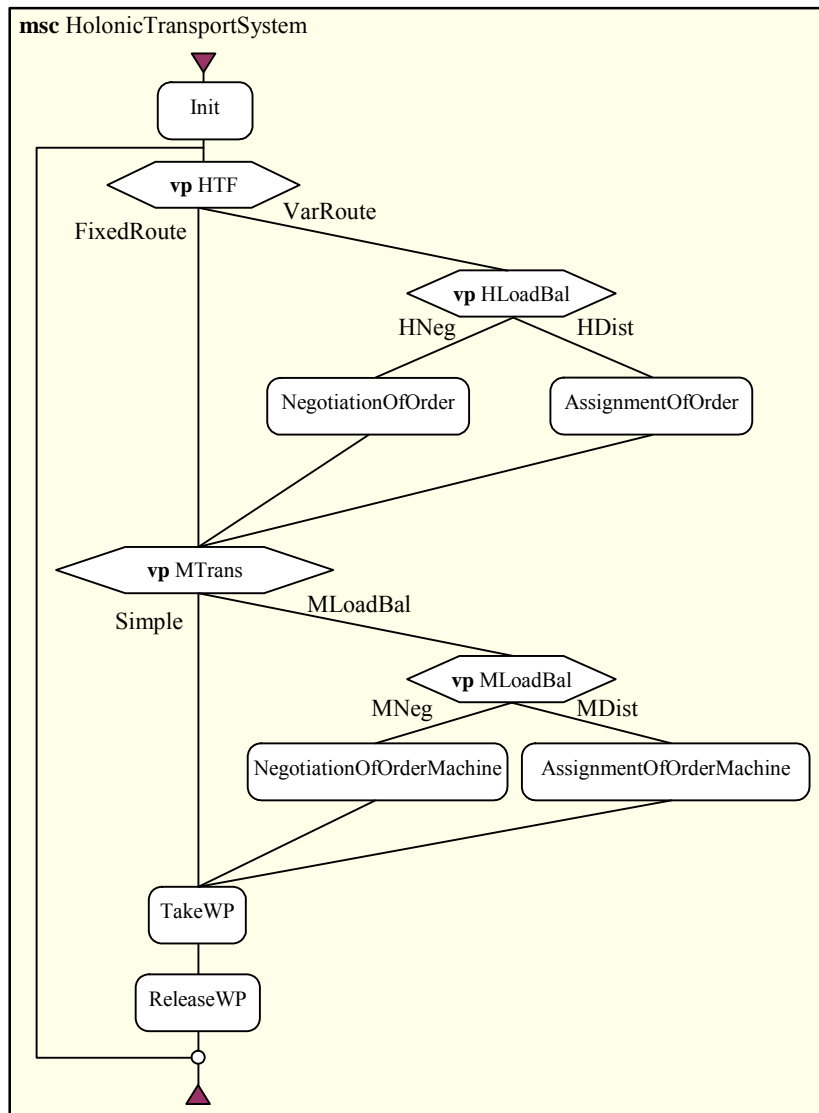 msc HolonicTransportSystem
Init
vp HTF
FixedRoute
VarRoute
vp HLoadBal
HNeg
HDist
NegotiationOfOrder
AssignmentOfOrder
vp MTrans
Simple
MLoadBal
vp MLoadBal
MNeg
MDist
NegotiationOfOrderMachine
AssignmentOfOrderMachine
TakeWP
ReleaseWP